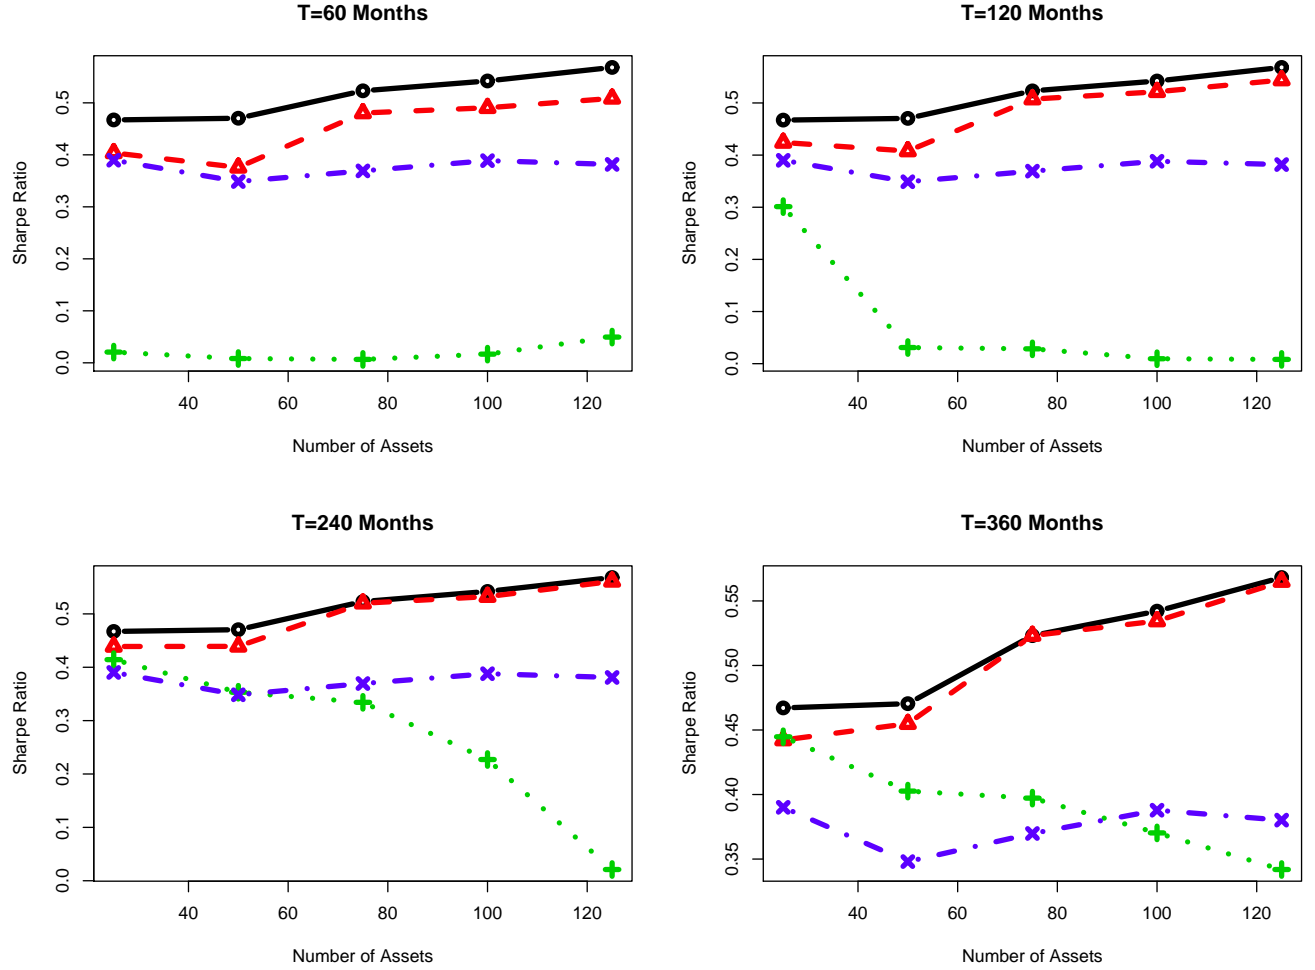 T=60 Months
Sharpe Ratio
0.0 0.1 0.2 0.3 0.4 0.5
40 60 80 100 120
Number of Assets
T=120 Months
Sharpe Ratio
0.0 0.1 0.2 0.3 0.4 0.5
40 60 80 100 120
Number of Assets
T=240 Months
Sharpe Ratio
0.0 0.1 0.2 0.3 0.4 0.5
40 60 80 100 120
Number of Assets
T=360 Months
Sharpe Ratio
0.35 0.40 0.45 0.50 0.55
40 60 80 100 120
Number of Assets